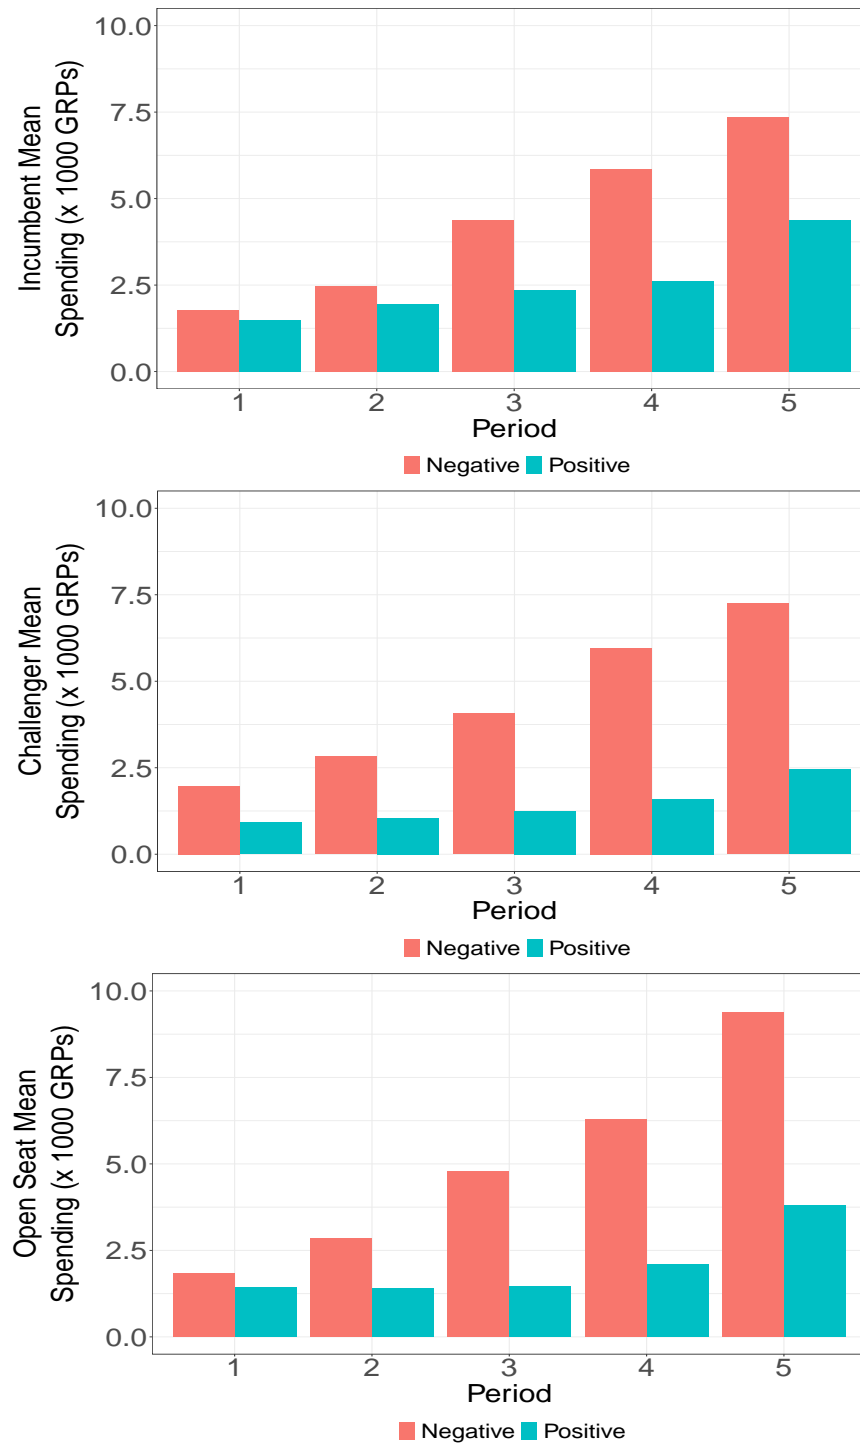 Incumbent Mean
Spending (x 1000 GRPs)
10.0
7.5
5.0
2.5
0.0
1 2 3 4 5
Period
Negative Positive
Challenger Mean
Spending (x 1000 GRPs)
10.0
7.5
5.0
2.5
0.0
1 2 3 4 5
Period
Negative Positive
Open Seat Mean
Spending (x 1000 GRPs)
10.0
7.5
5.0
2.5
0.0
1 2 3 4 5
Period
Negative Positive